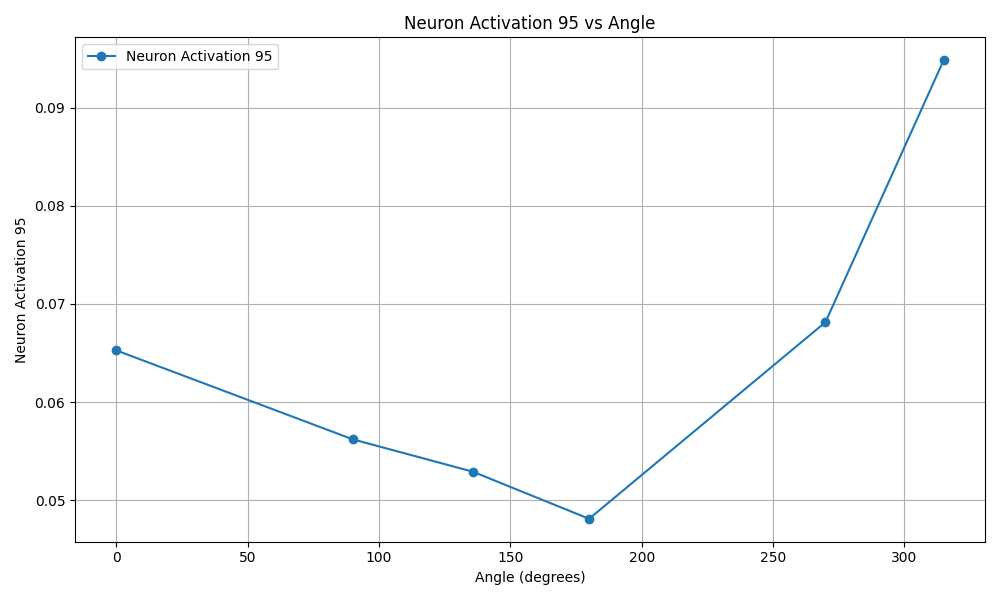 Neuron Activation 95 vs Angle
Neuron Activation 95
Neuron Activation 95
0.09
0.08
0.07
0.06
0.05
0 50 100 150 200 250 300
Angle (degrees)